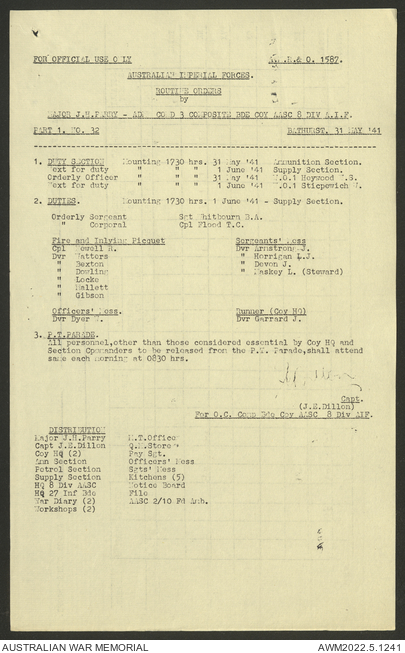 FOR OFFICIAL USE ONLY R. & O. 1587.
AUSTRALIAN IMPERIAL FORCES.
ROUTINE ORDERS
by
MAJOR J.H.PARRY - COMD 3 COMPOSITE BDE COY AASC 8 DIV A.I.F.
PART 1. NO. 32 BATHURST. 31 MAY '41
1. DUTY SECTION Mounting 1730 hrs. 31 May '41 Ammunition Section.
Next for duty " " " 1 June '41 Supply Section.
Orderly Officer " " " 31 May '41 W.O.1 Heywood
Next for duty " " " 1 June '41 W.O.1 Sticpewich W.
2. DUTIES. Mounting 1730 hrs. 1 June '41 - Supply Section.
Orderly Sergeant Sgt Whitbourn B.A.
" Corporal Cpl Flood T.C.
Fire and Inlying Picquet Sergeants' Mess
Cpl Howell R. Dvr Armstrong J.
Dvr Watters " Horrigan L.J.
" Bexton " Devon J.
" Dowling " Maskey L. (Steward)
" Locke
" Hallett
" Gibson
Officers' Mess. Runner (Coy HQ)
Dvr Dyer Dvr Garrard J.
3. P.T.PARADE.
All personnel,other than those considered essential by Coy HQ and
Section Commanders to be released from the P.T. Parade,shall attend
same each morning at 0830 hrs.
Capt.
(J.E.Dillon)
For O.C. Comp Bde Coy AASC 8 Div AIF.
DISTRIBUTION
Major J.H.Parry M.T.Officer
Capt J.E.Dillon Q.M.Store
Coy HQ (2) Pay Sgt.
Amn Section Officers' Mess
Petrol Section Sgts' Mess
Supply Section Kitchens (5)
HQ 8 Div AASC Notice Board
HQ 27 Inf Bde File
War Diary (2) AASC 2/10 Fd Amb.
Workshops (2)
AUSTRALIAN WAR MEMORIAL AWM2022.5.1241